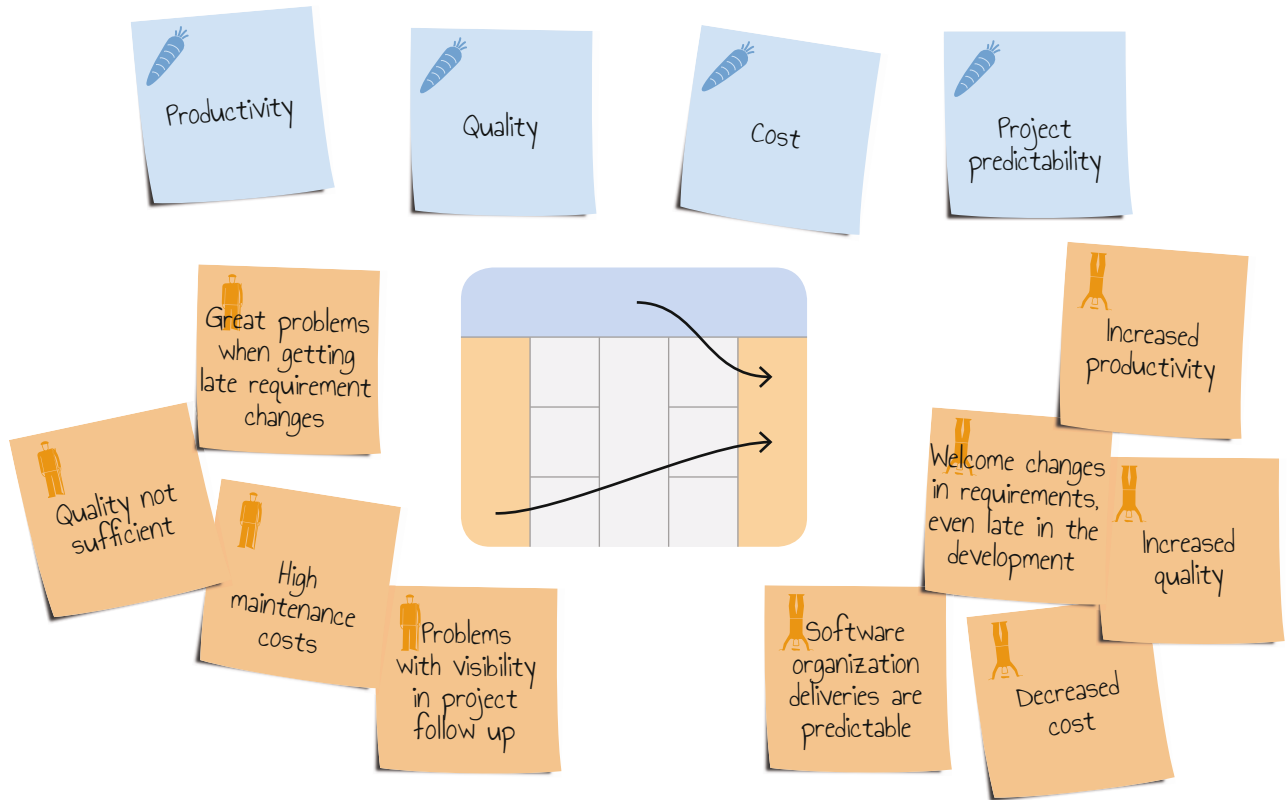 Productivity
Quality
Cost
Project
predictability
Great problems
when getting
late requirement
changes
Quality not
sufficient
High
maintenance
costs
Problems
with visibility
in project
follow up
Increased
productivity
Welcome changes
in requirements,
even late in the
development
Increased
quality
Software
organization
deliveries are
predictable
Decreased
cost